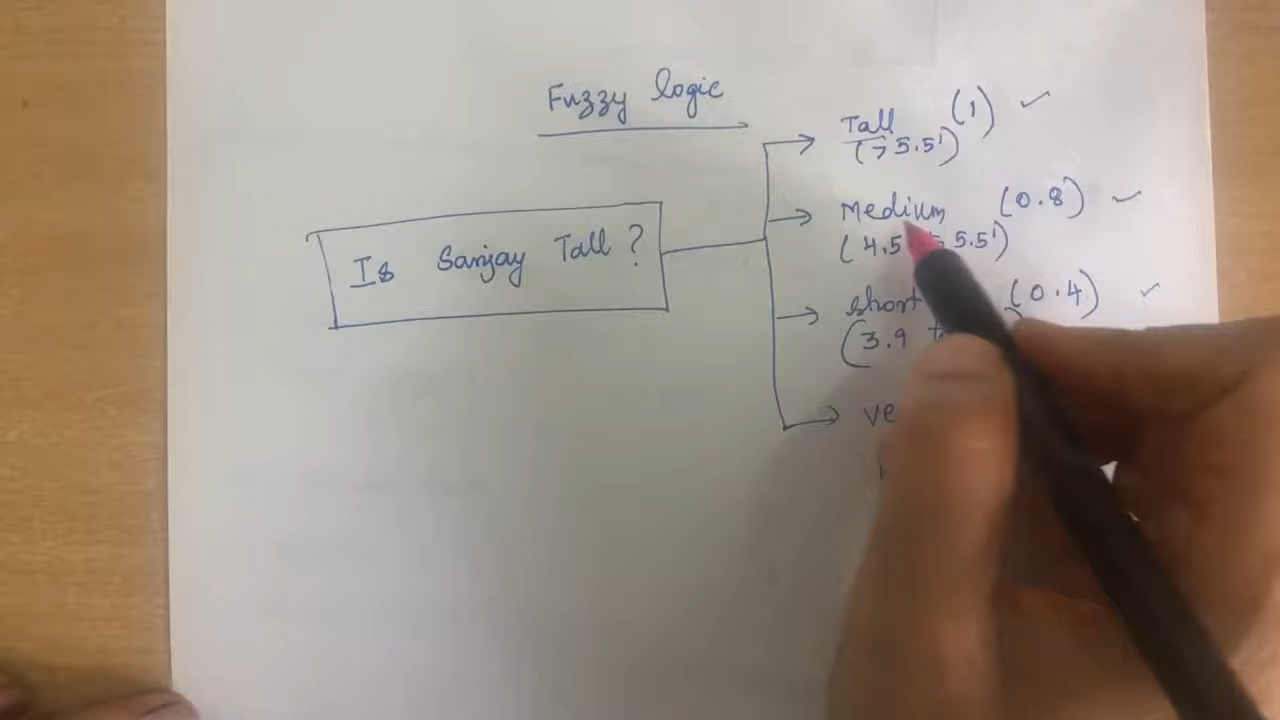 Fuzzy logic
Is Sanjay Tall ?
Tall (1) ✓
(> 5.5')
Medium (0.8) ✓
(4.5 5.5')
short (0.4) ✓
(3.9